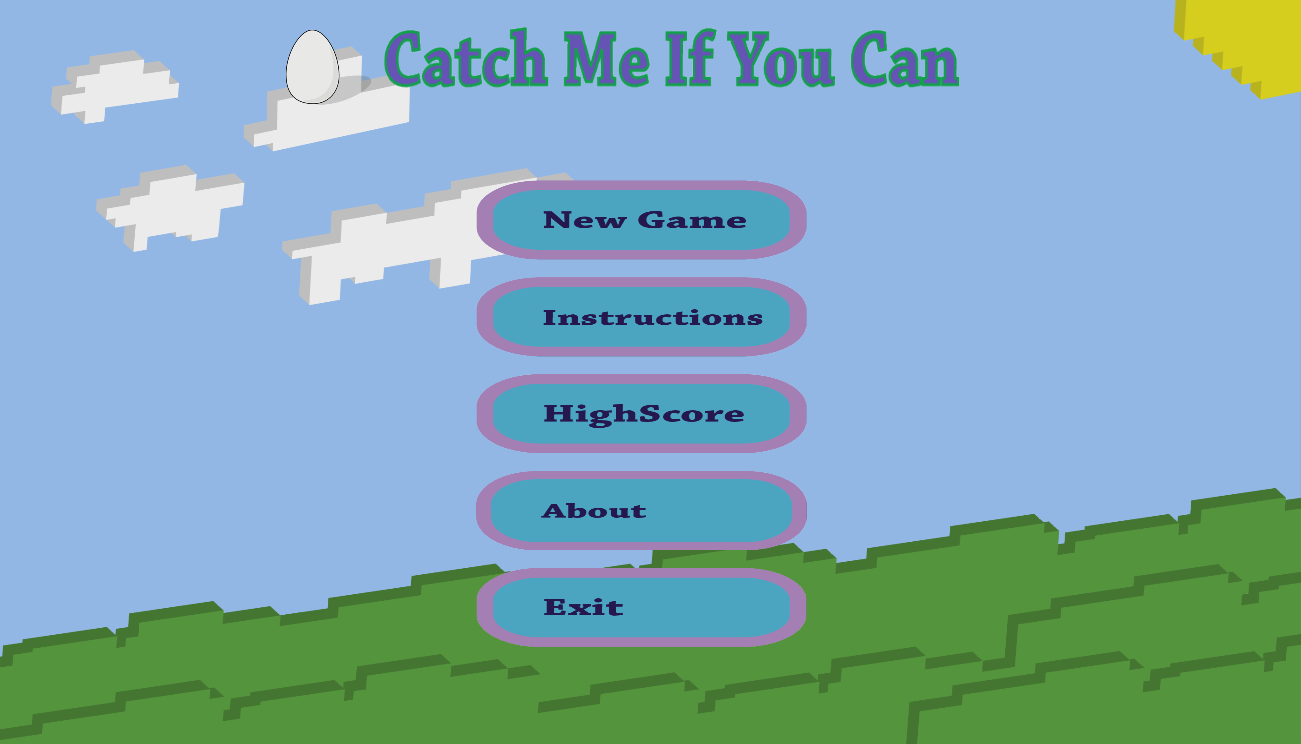 Catch Me If You Can
New Game
Instructions
HighScore
About
Exit